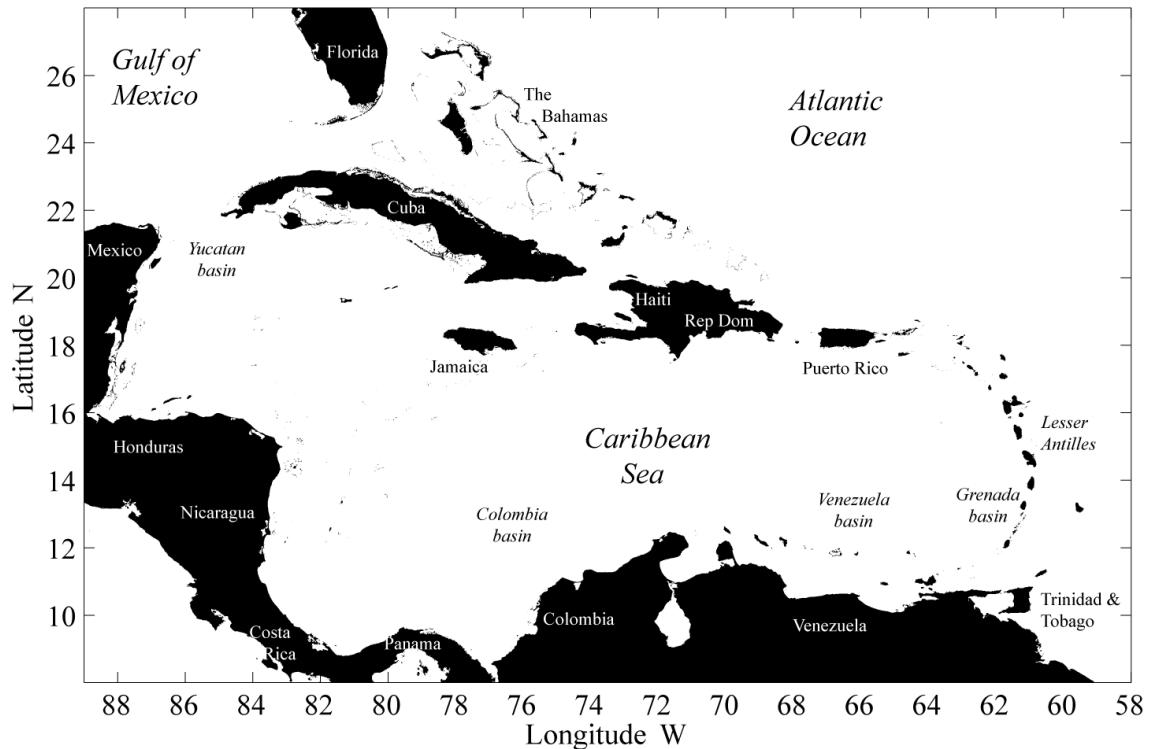 Gulf of
Mexico
Florida
The
Bahamas
Atlantic
Ocean
Cuba
Mexico
Yucatan
basin
Haiti
Rep Dom
Jamaica
Puerto Rico
Lesser
Antilles
Honduras
Caribbean
Sea
Nicaragua
Colombia
basin
Venezuela
basin
Grenada
basin
Costa
Rica
Panama
Colombia
Venezuela
Trinidad &
Tobago
Latitude N
26
24
22
20
18
16
14
12
10
88 86 84 82 80 78 76 74 72 70 68 66 64 62 60 58
Longitude W